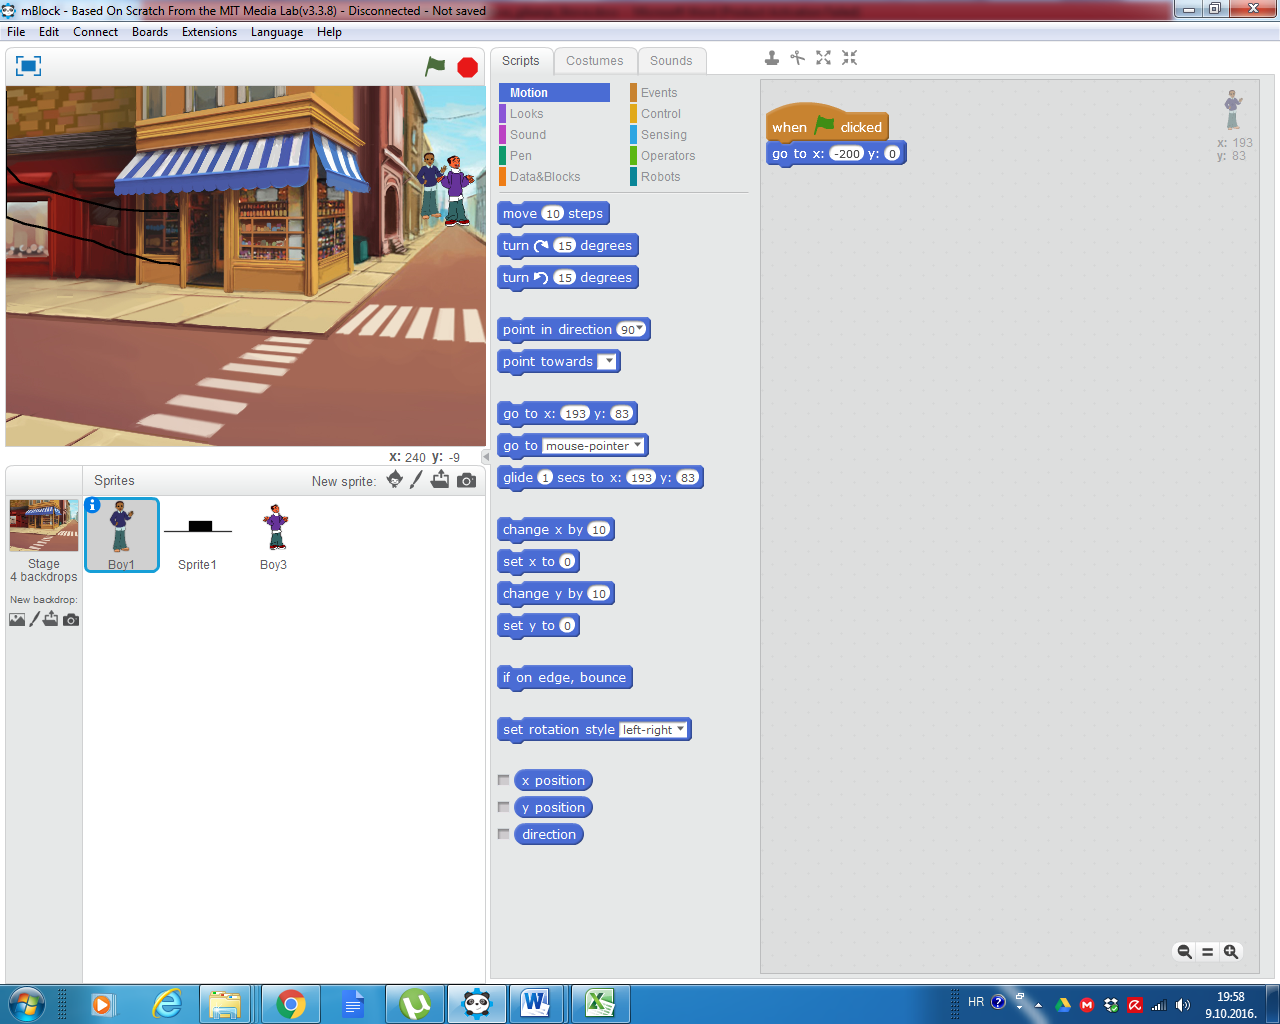 mBlock - Based On Scratch From the MIT Media Lab(v3.3.8) - Disconnected - Not saved
File Edit Connect Boards Extensions Language Help
Scripts Costumes Sounds
Motion Events
Looks Control
Sound Sensing
Pen Operators
Data&Blocks Robots
move 10 steps
turn 15 degrees
turn 15 degrees
point in direction 90
point towards
go to x: 193 y: 83
go to mouse-pointer
glide 1 secs to x: 193 y: 83
change x by 10
set x to 0
change y by 10
set y to 0
if on edge, bounce
set rotation style left-right
x position
y position
direction
when clicked
go to x: -200 y: 0
x: 193
y: 83
x: 240 y: -9
Sprites New sprite:
Stage
4 backdrops
New backdrop:
Boy1 Sprite1 Boy3
HR
19:58
9.10.2016.